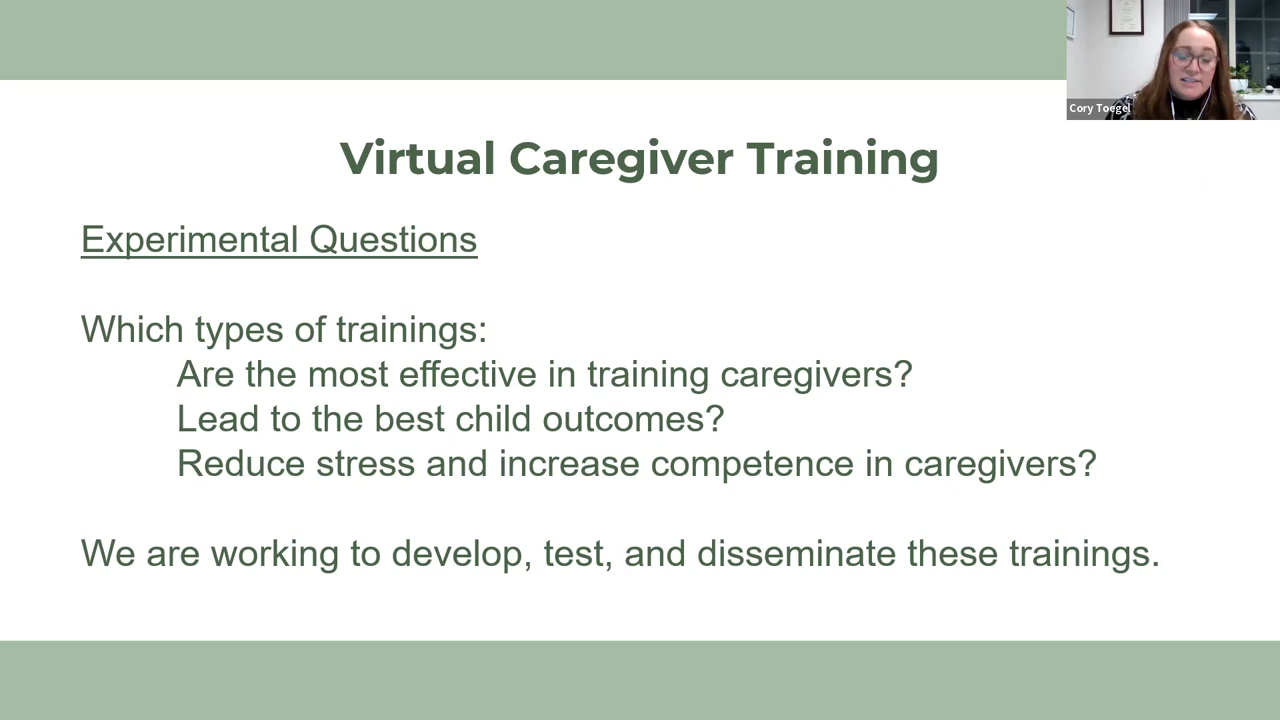 Cory Toegel
Virtual Caregiver Training
Experimental Questions
Which types of trainings:
Are the most effective in training caregivers?
Lead to the best child outcomes?
Reduce stress and increase competence in caregivers?
We are working to develop, test, and disseminate these trainings.